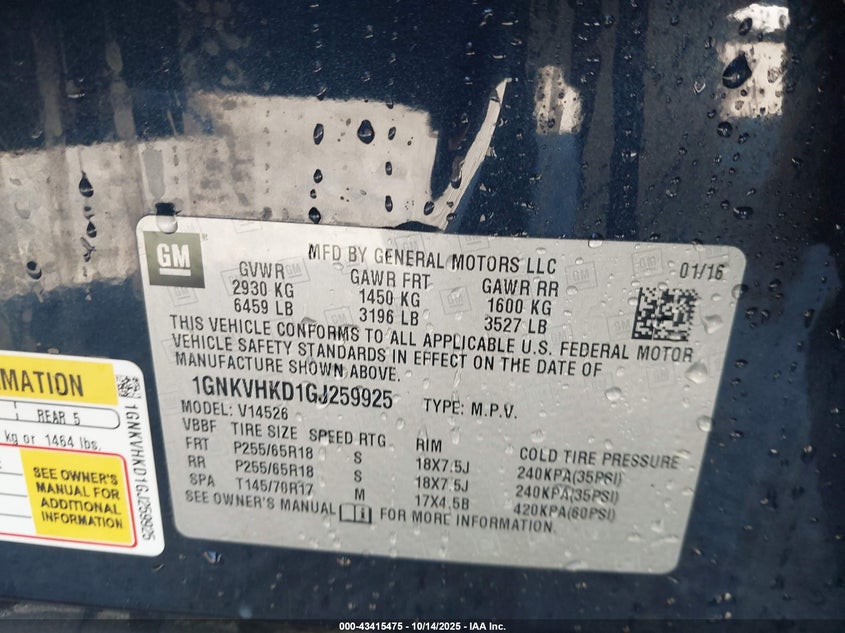 GM
MFD BY GENERAL MOTORS LLC
01/16
GVWR GAWR FRT GAWR RR
2930 KG 1450 KG 1600 KG
6459 LB 3196 LB 3527 LB
THIS VEHICLE CONFORMS TO ALL APPLICABLE U.S. FEDERAL MOTOR
VEHICLE SAFETY STANDARDS IN EFFECT ON THE DATE OF
MANUFACTURE SHOWN ABOVE.
1GNKVHKD1GJ259925 TYPE: M.P.V.
MODEL: V14526
VBBF TIRE SIZE SPEED RTG RIM COLD TIRE PRESSURE
FRT P255/65R18 S 18X7.5J 240KPA(35PSI)
RR P255/65R18 S 18X7.5J 240KPA(35PSI)
SPA T145/70R17 M 17X4.5B 420KPA(60PSI)
SEE OWNER'S MANUAL FOR MORE INFORMATION.
REAR 5
kg or 1464 lbs.
SEE OWNER'S
MANUAL FOR
ADDITIONAL
INFORMATION
1GNKVHKD1GJ259925
000-43415475 - 10/14/2025 - IAA Inc.